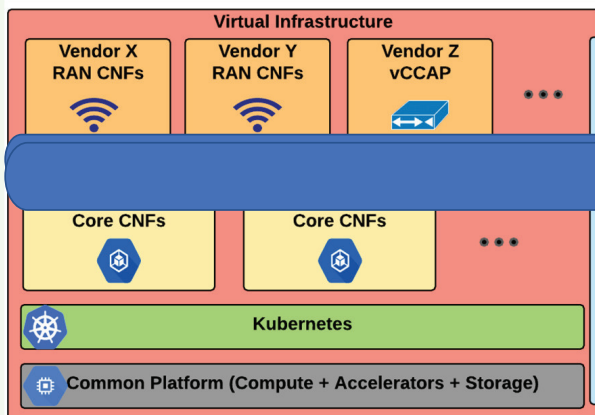 Virtual Infrastructure
Vendor X
RAN CNFs
Vendor Y
RAN CNFs
Vendor Z
vCCAP
Core CNFs
Core CNFs
Kubernetes
Common Platform (Compute + Accelerators + Storage)